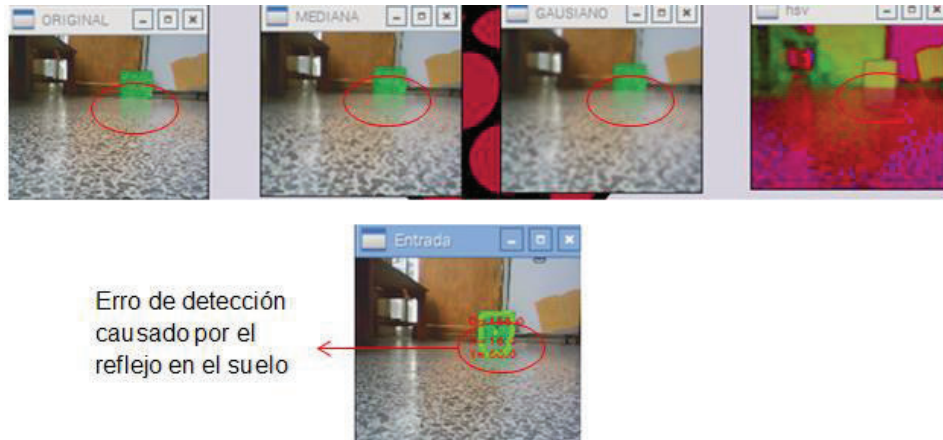 ORIGINAL
MEDIANA
GAUSIANO
hsv
Entrada
Erro de detección
causado por el
reflejo en el suelo